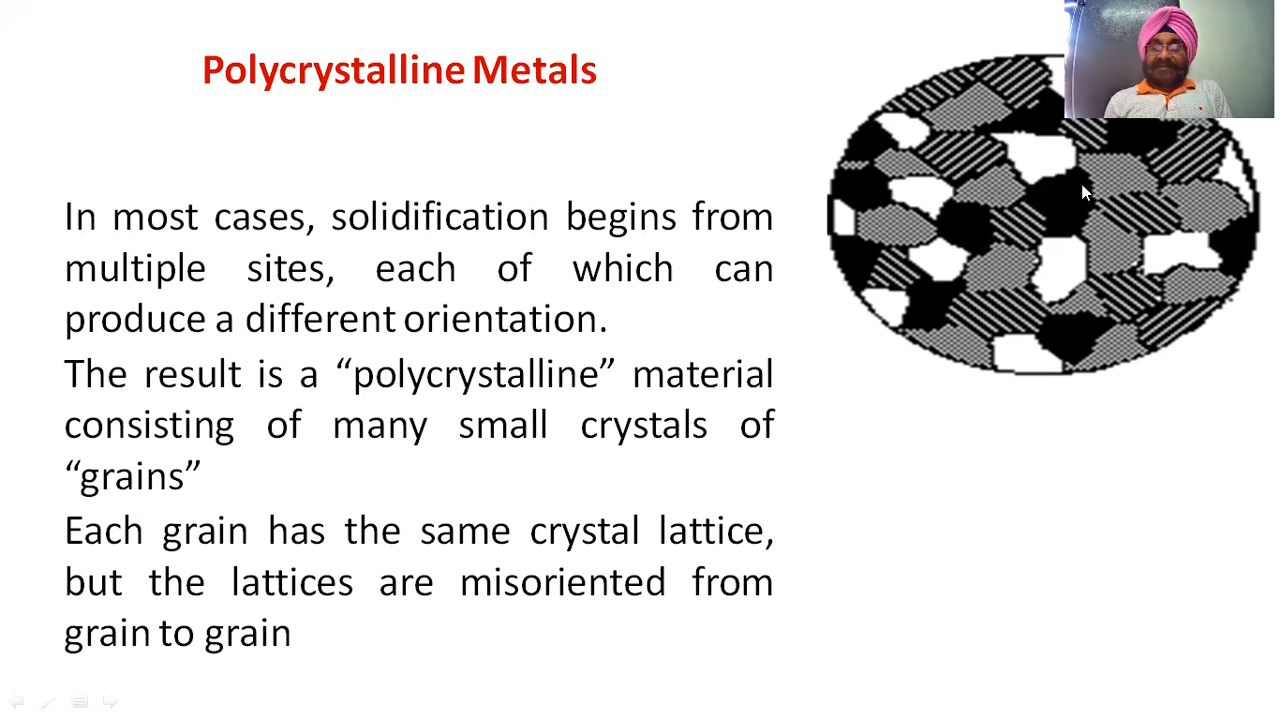 Polycrystalline Metals
In most cases, solidification begins from
multiple sites, each of which can
produce a different orientation.
The result is a “polycrystalline” material
consisting of many small crystals of
“grains”
Each grain has the same crystal lattice,
but the lattices are misoriented from
grain to grain